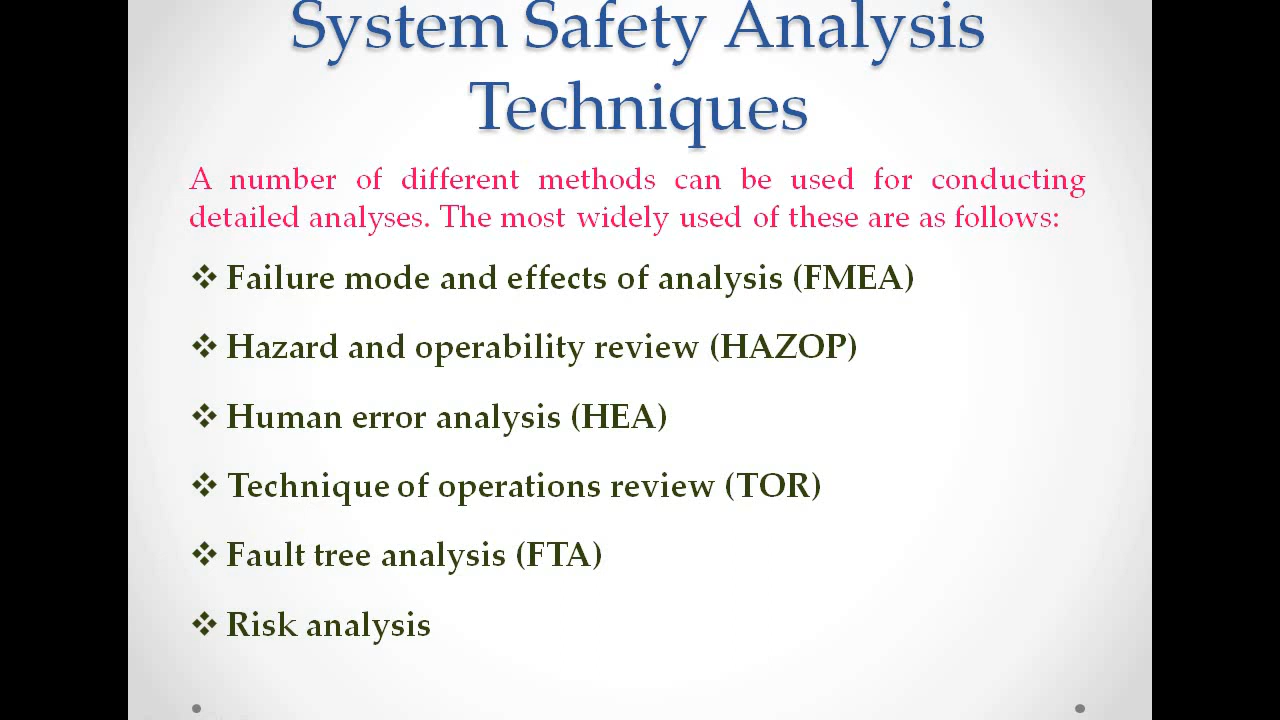 System Safety Analysis
Techniques
A number of different methods can be used for conducting
detailed analyses. The most widely used of these are as follows:
❖ Failure mode and effects of analysis (FMEA)
❖ Hazard and operability review (HAZOP)
❖ Human error analysis (HEA)
❖ Technique of operations review (TOR)
❖ Fault tree analysis (FTA)
❖ Risk analysis